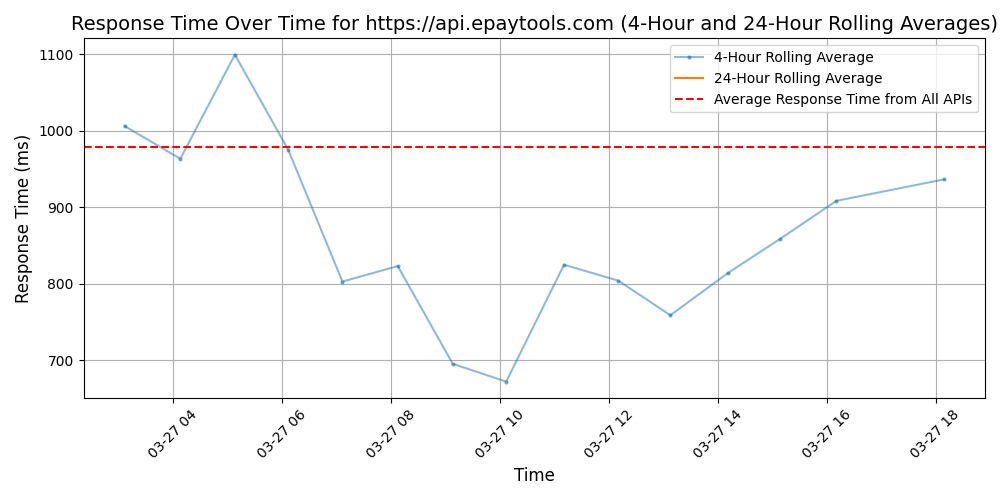 Response Time Over Time for https://api.epaytools.com (4-Hour and 24-Hour Rolling Averages)
4-Hour Rolling Average
24-Hour Rolling Average
Average Response Time from All APIs
Response Time (ms)
1100
1000
900
800
700
03-27 04
03-27 06
03-27 08
03-27 10
03-27 12
03-27 14
03-27 16
03-27 18
Time